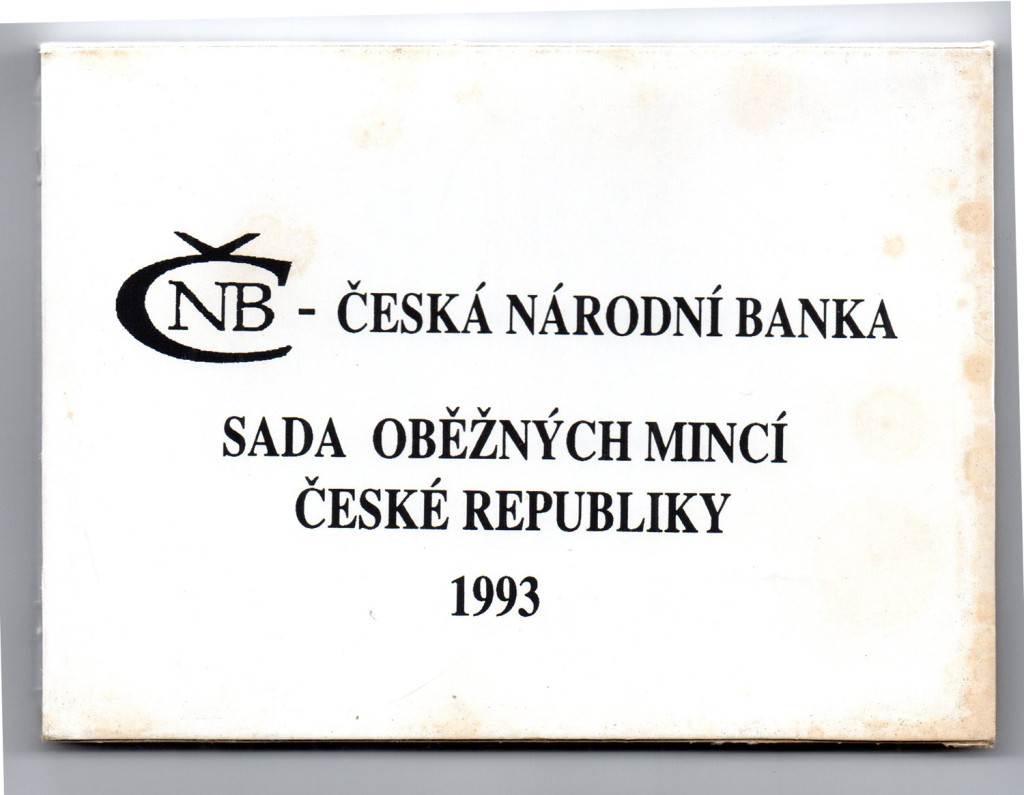 ČNB - ČESKÁ NÁRODNÍ BANKA
SADA OBĚŽNÝCH MINCÍ
ČESKÉ REPUBLIKY
1993